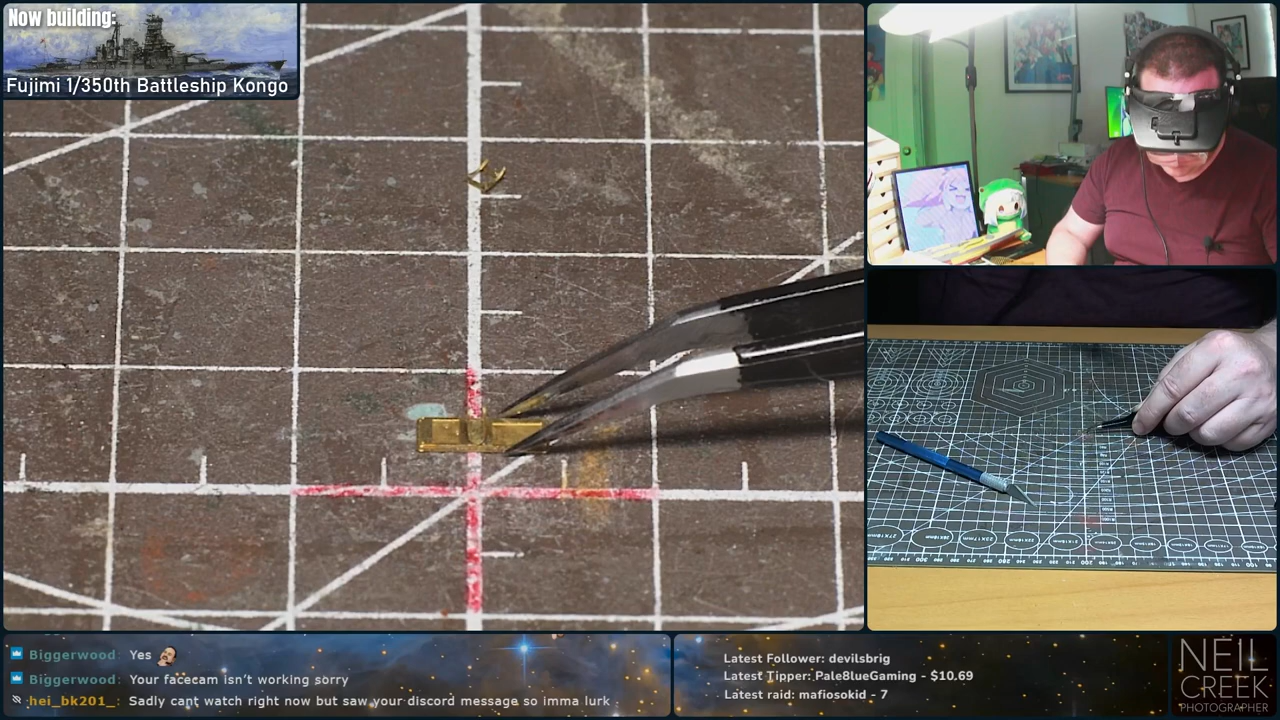 Now building:
Fujimi 1/350th Battleship Kongo
Biggerwood: Yes
Biggerwood: Your facecam isn't working sorry
hei_bk201_: Sadly cant watch right now but saw your discord message so imma lurk
Latest Follower: devilsbrig
Latest Tipper: Pale8lueGaming - $10.69
Latest raid: mafiosokid - 7
NEIL
CREEK
PHOTOGRAPHER